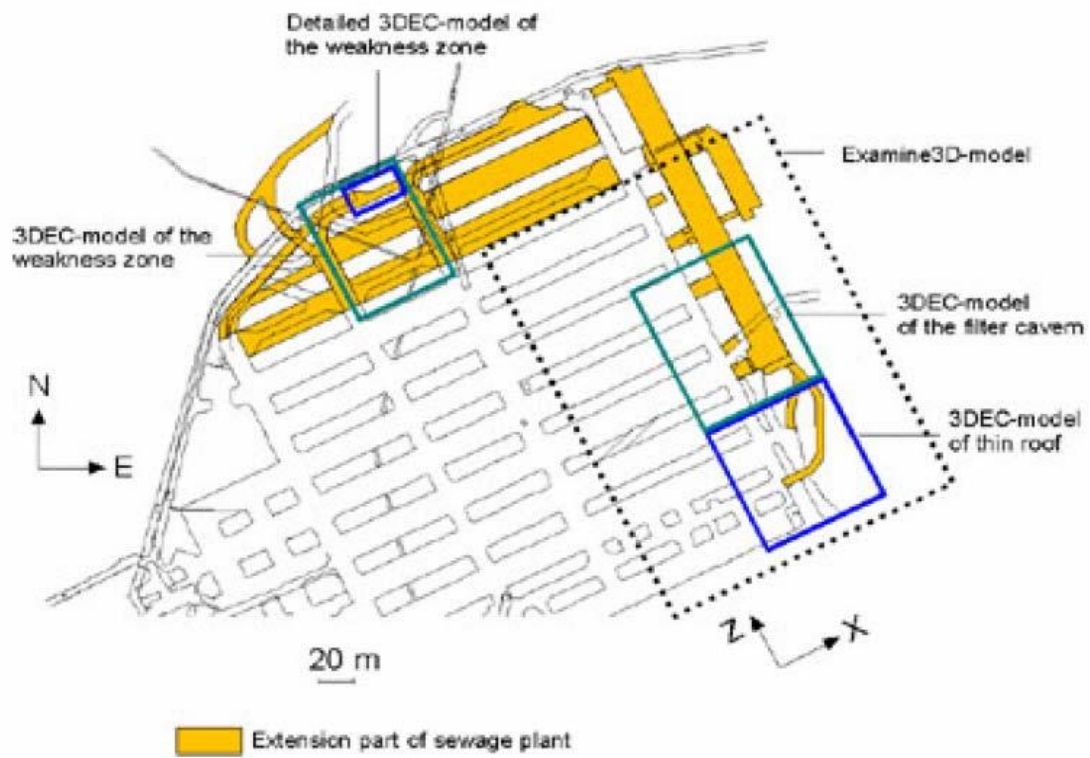 Detailed 3DEC-model of
the weakness zone
Examine3D-model
3DEC-model of the
weakness zone
3DEC-model
of the filter cavern
N
E
3DEC-model
of thin roof
Z
X
20 m
Extension part of sewage plant